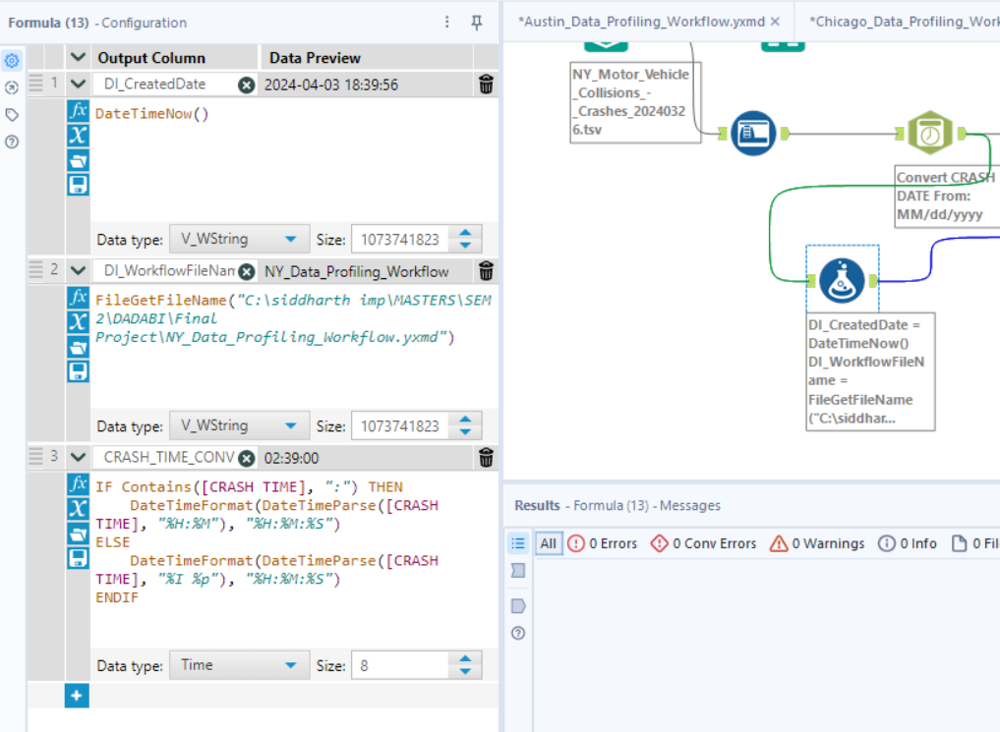 Formula (13) - Configuration
Output Column Data Preview
1 DI_CreatedDate 2024-04-03 18:39:56
DateTimeNow()
Data type: V_WString Size: 1073741823
2 DI_WorkflowFileNam NY_Data_Profiling_Workflow
FileGetFileName("C:\siddharth imp\MASTERS\SEM
2\DADABI\Final
Project\NY_Data_Profiling_Workflow.yxmd")
Data type: V_WString Size: 1073741823
3 CRASH_TIME_CONV 02:39:00
IF Contains([CRASH TIME], ":") THEN
DateTimeFormat(DateTimeParse([CRASH
TIME], "%H:%M"), "%H:%M:%S")
ELSE
DateTimeFormat(DateTimeParse([CRASH
TIME], "%I %p"), "%H:%M:%S")
ENDIF
Data type: Time Size: 8
*Austin_Data_Profiling_Workflow.yxmd *Chicago_Data_Profiling_Work
NY_Motor_Vehicle
_Collisions_-
_Crashes_2024032
6.tsv
Convert CRASH
DATE From:
MM/dd/yyyy
DI_CreatedDate =
DateTimeNow()
DI_WorkflowFileN
ame =
FileGetFileName
("C:\siddhar...
Results - Formula (13) - Messages
All 0 Errors 0 Conv Errors 0 Warnings 0 Info 0 Fil